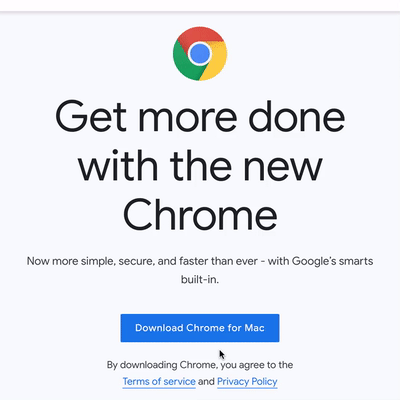 Get more done
with the new
Chrome
Now more simple, secure, and faster than ever - with Google's smarts
built-in.
Download Chrome for Mac
By downloading Chrome, you agree to the
Terms of service and Privacy Policy